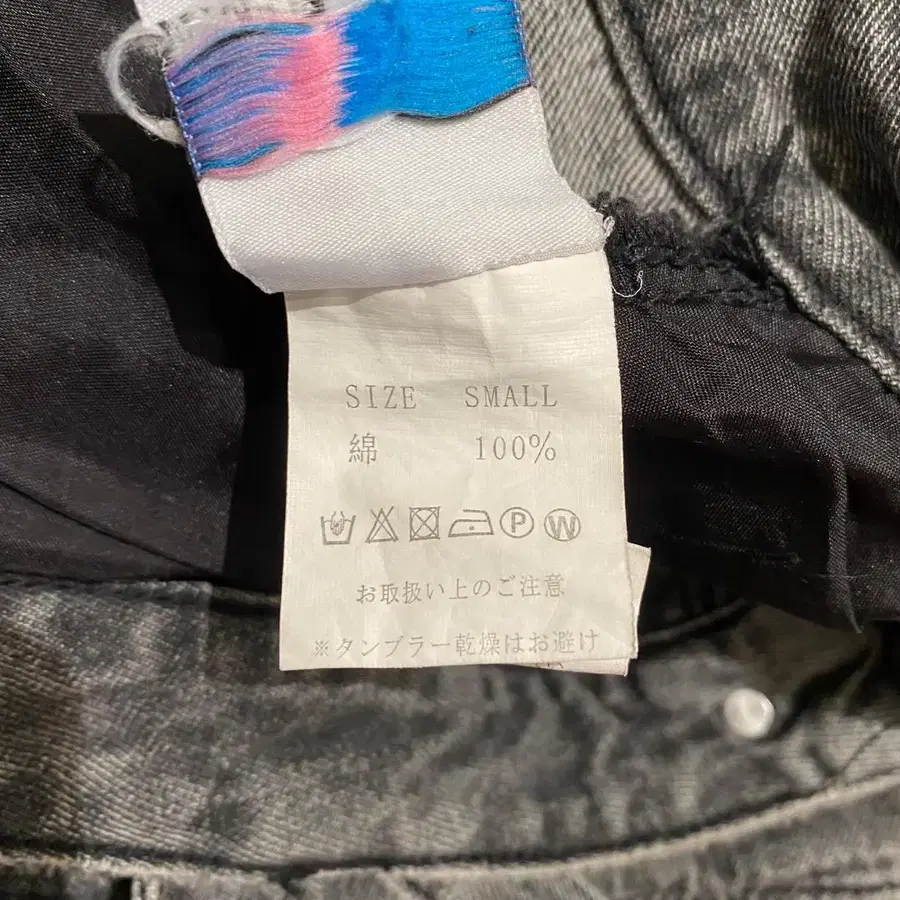 SIZE SMALL
綿 100%
P W
お取扱い上のご注意
※タンブラー乾燥はお避け